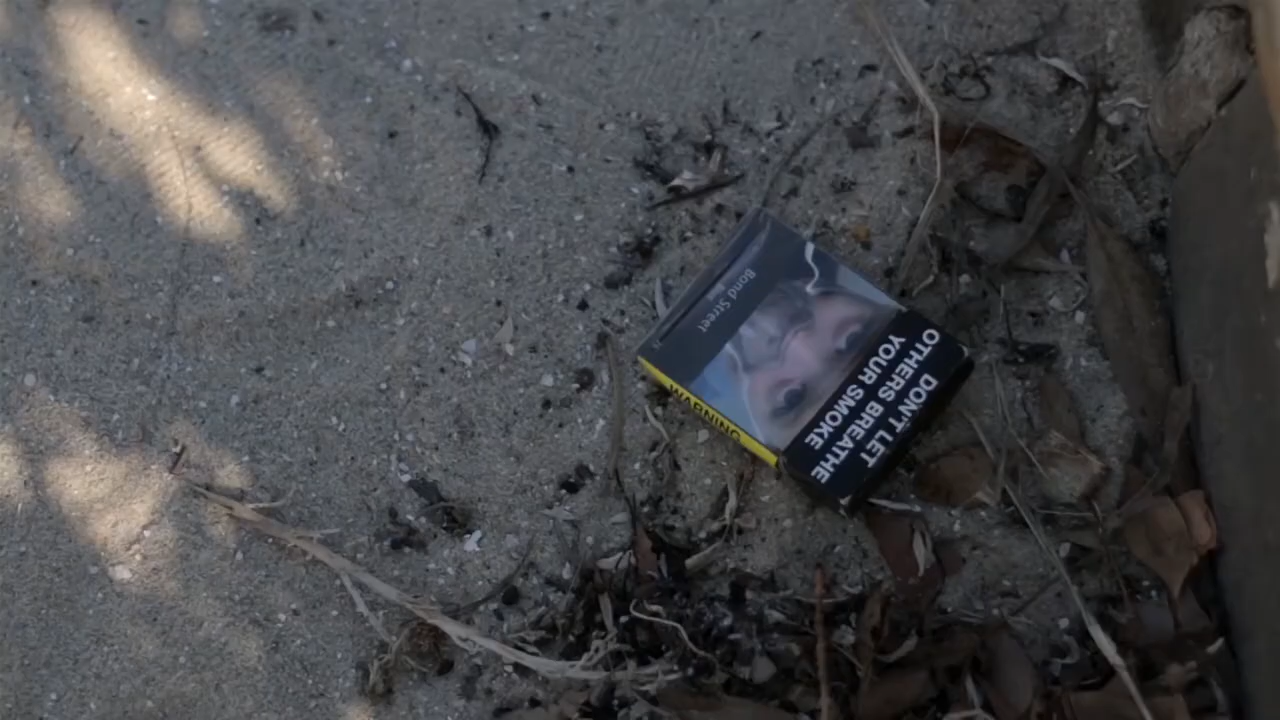 DON'T LET
OTHERS BREATHE
YOUR SMOKE
Bond Street
WARNING